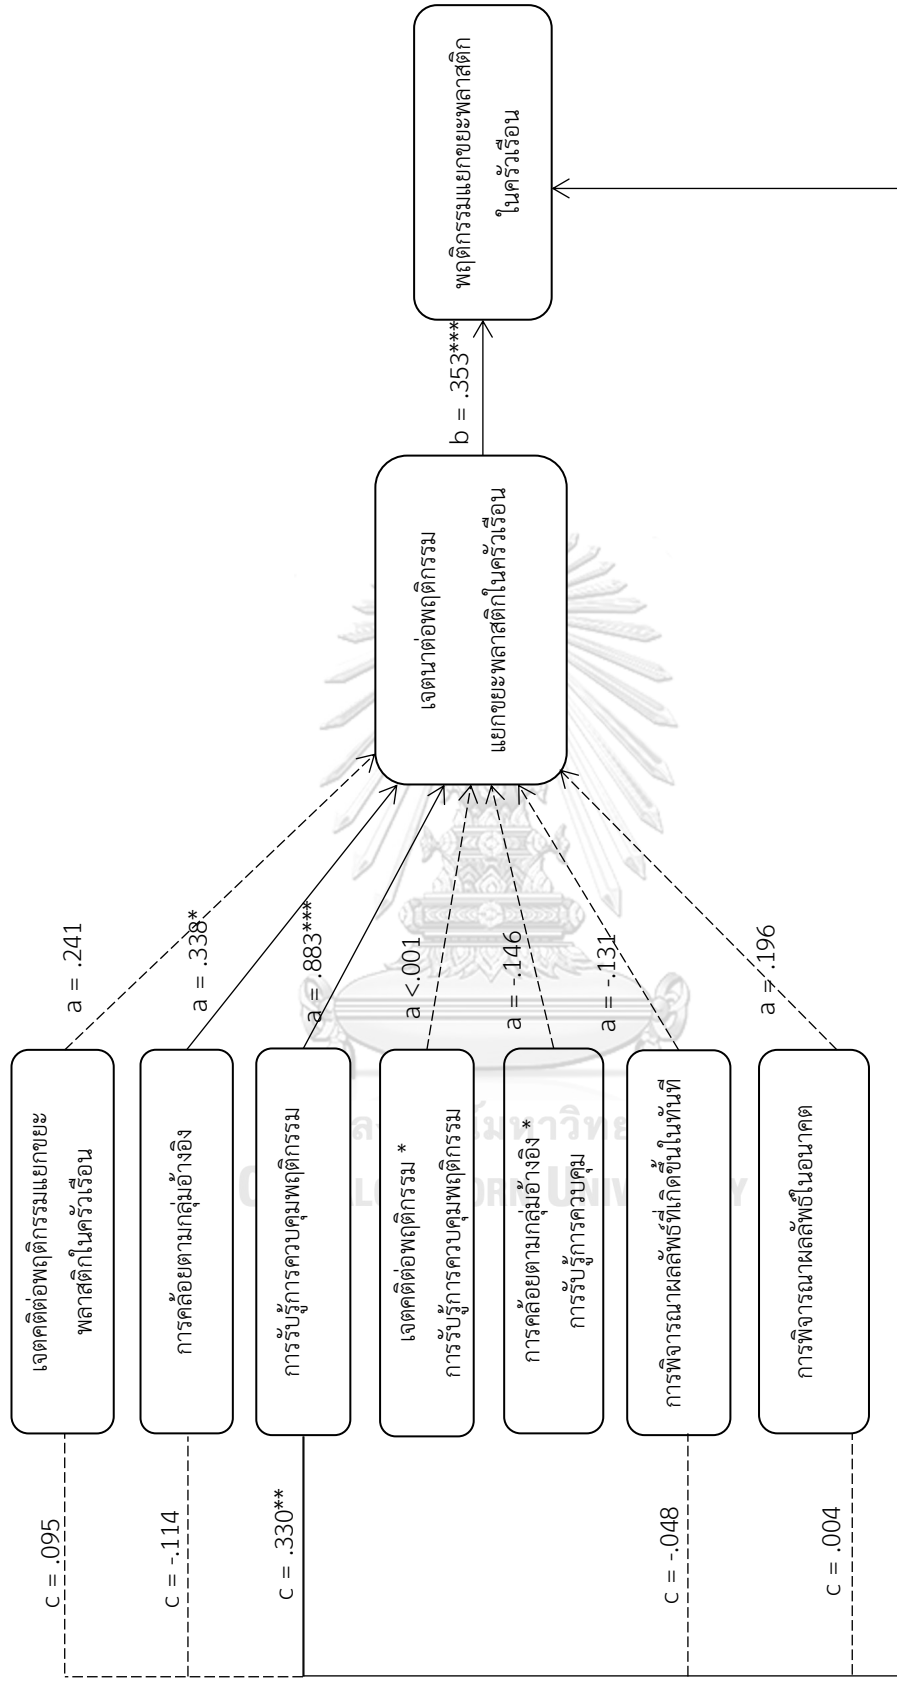 เจตคติต่อพฤติกรรมแยกขยะ
พลาสติกในครัวเรือน
การคล้อยตามกลุ่มอ้างอิง
การรับรู้การควบคุมพฤติกรรม
เจตคติต่อพฤติกรรม *
การรับรู้การควบคุมพฤติกรรม
การคล้อยตามกลุ่มอ้างอิง *
การรับรู้การควบคุม
การพิจารณาผลลัพธ์ที่เกิดขึ้นในทันที
การพิจารณาผลลัพธ์ในอนาคต
c = .095
c = -.114
c = .330**
c = -.048
c = .004
a = .241
a = .338*
a = .883***
a <.001
a = -.146
a = -.131
a = .196
เจตนาต่อพฤติกรรม
แยกขยะพลาสติกในครัวเรือน
b = .353***
พฤติกรรมแยกขยะพลาสติก
ในครัวเรือน